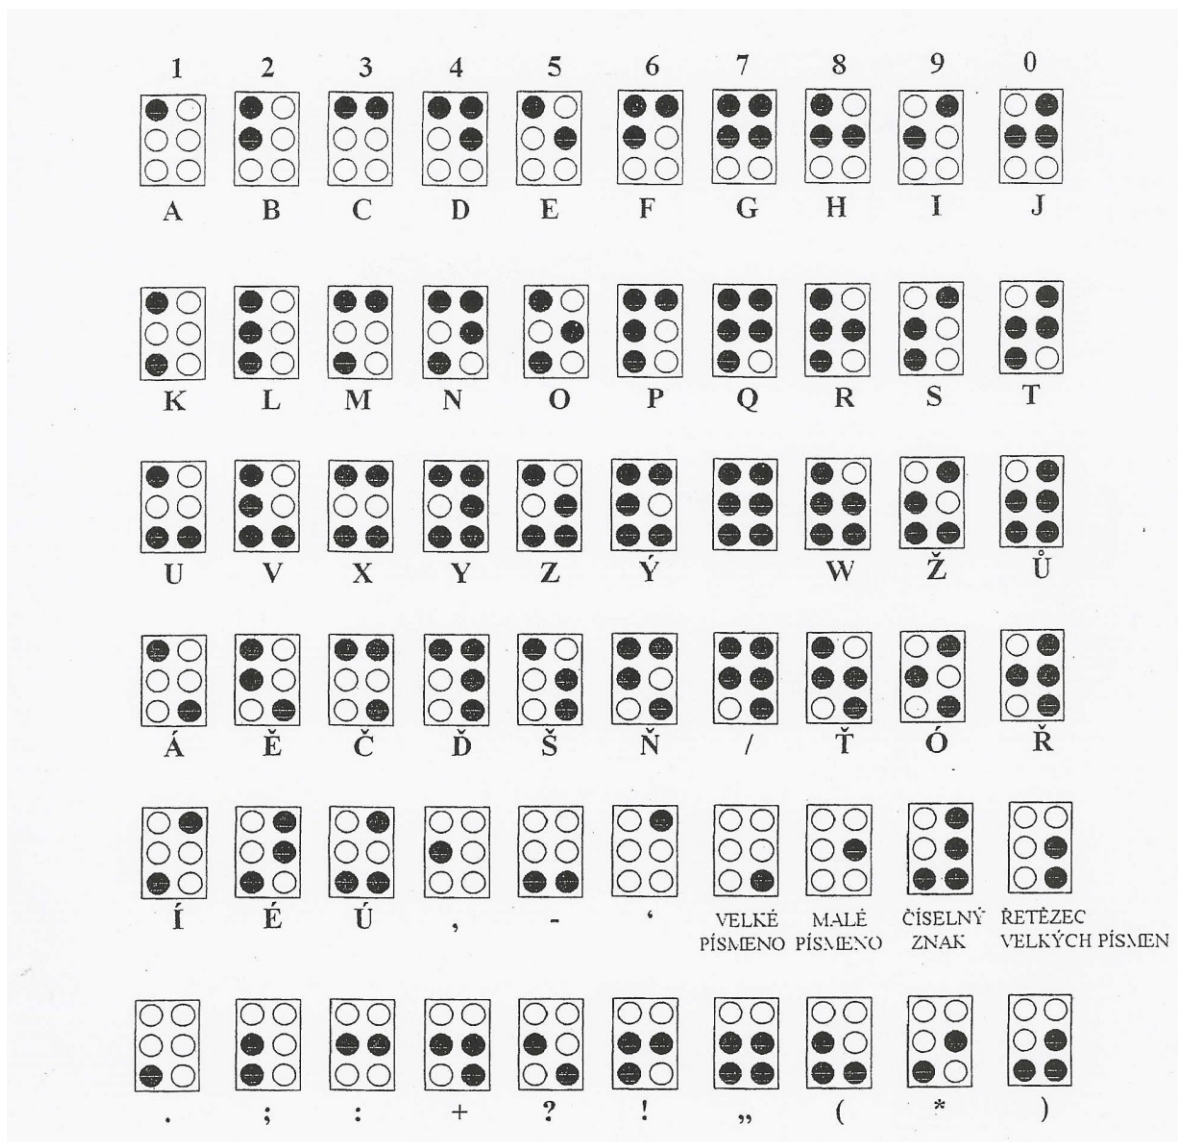 1 2 3 4 5 6 7 8 9 0
A B C D E F G H I J
K L M N O P Q R S T
U V X Y Z Ý W Ž Ů
Á Ě Č Ď Š Ň / Ť Ó Ř
Í É Ú , - ‘ VELKÉ MALÉ ČÍSELNÝ ŘETĚZEC
PÍSMENO PÍSMENO ZNAK VELKÝCH PÍSMEN
. ; : + ? ! „ ( * )